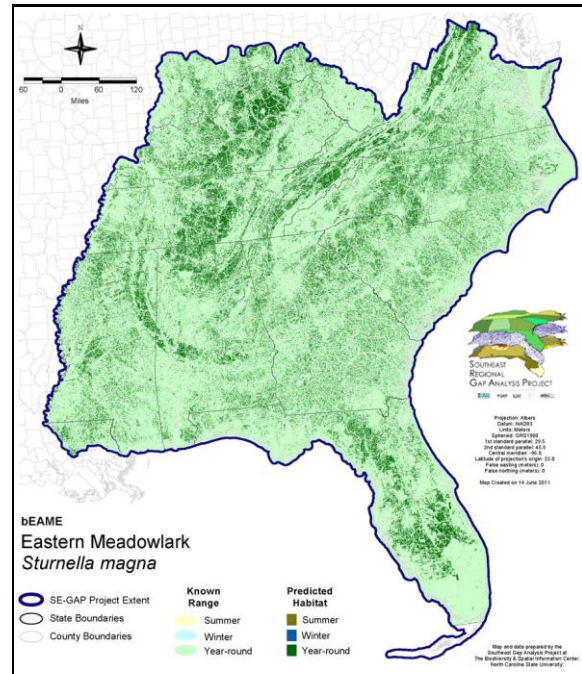 N
60 0 60 120
Miles
SOUTHEAST
REGIONAL
GAP ANALYSIS PROJECT
Projection: Albers
Datum: NAD83
Units: Meters
Spheroid: GRS1980
1st standard parallel: 29.5
2nd standard parallel: 45.5
Central meridian: -96.0
Latitude of projection's origin: 23.0
False easting (meters): 0
False northing (meters): 0
Map Created on 14 June 2011
bEAME
Eastern Meadowlark
Sturnella magna
SE-GAP Project Extent
State Boundaries
County Boundaries
Known
Range
Summer
Winter
Year-round
Predicted
Habitat
Summer
Winter
Year-round
Map and data prepared by the
Southeast Gap Analysis Project at
The Biodiversity & Spatial Information Center,
North Carolina State University.